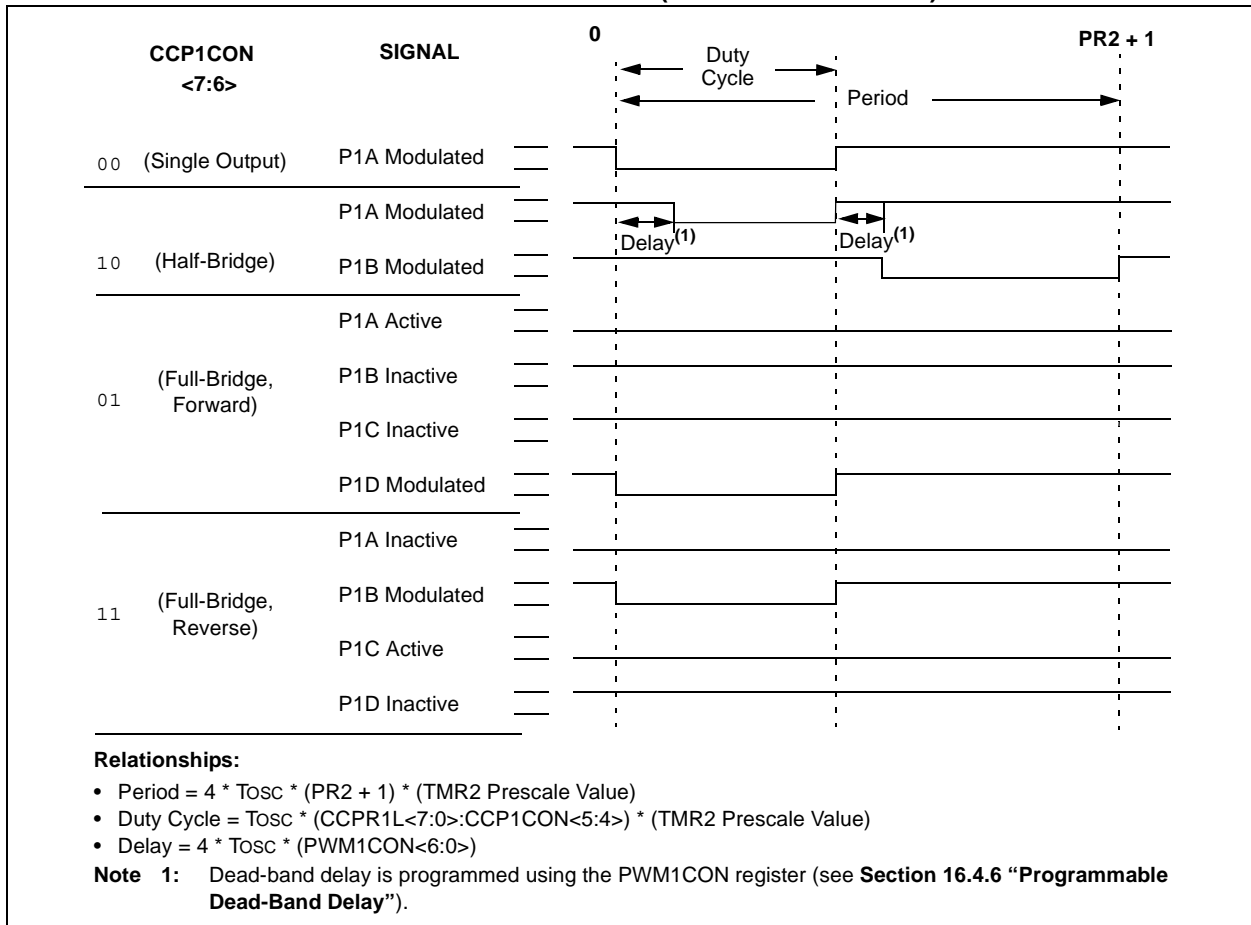 0
PR2 + 1
CCP1CON
<7:6>
SIGNAL
Duty
Cycle
Period
00 (Single Output) P1A Modulated
P1A Modulated
Delay(1)
Delay(1)
10 (Half-Bridge) P1B Modulated
P1A Active
01 (Full-Bridge,
Forward)
P1B Inactive
P1C Inactive
P1D Modulated
P1A Inactive
11 (Full-Bridge,
Reverse)
P1B Modulated
P1C Active
P1D Inactive
Relationships:
• Period = 4 * TOSC * (PR2 + 1) * (TMR2 Prescale Value)
• Duty Cycle = TOSC * (CCPR1L<7:0>:CCP1CON<5:4>) * (TMR2 Prescale Value)
• Delay = 4 * TOSC * (PWM1CON<6:0>)
Note 1: Dead-band delay is programmed using the PWM1CON register (see Section 16.4.6 “Programmable
Dead-Band Delay”).